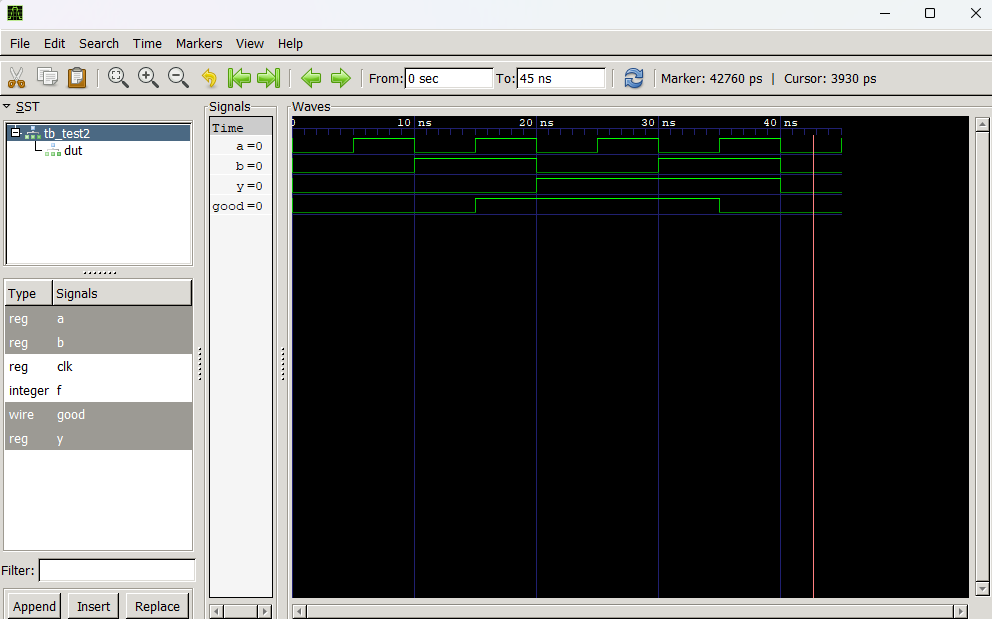 File Edit Search Time Markers View Help
From: 0 sec To: 45 ns Marker: 42760 ps | Cursor: 3930 ps
SST
tb_test2
dut
Type Signals
reg a
reg b
reg clk
integer f
wire good
reg y
Filter:
Append Insert Replace
Signals
Time
a =0
b =0
y =0
good =0
Waves
0 10 ns 20 ns 30 ns 40 ns